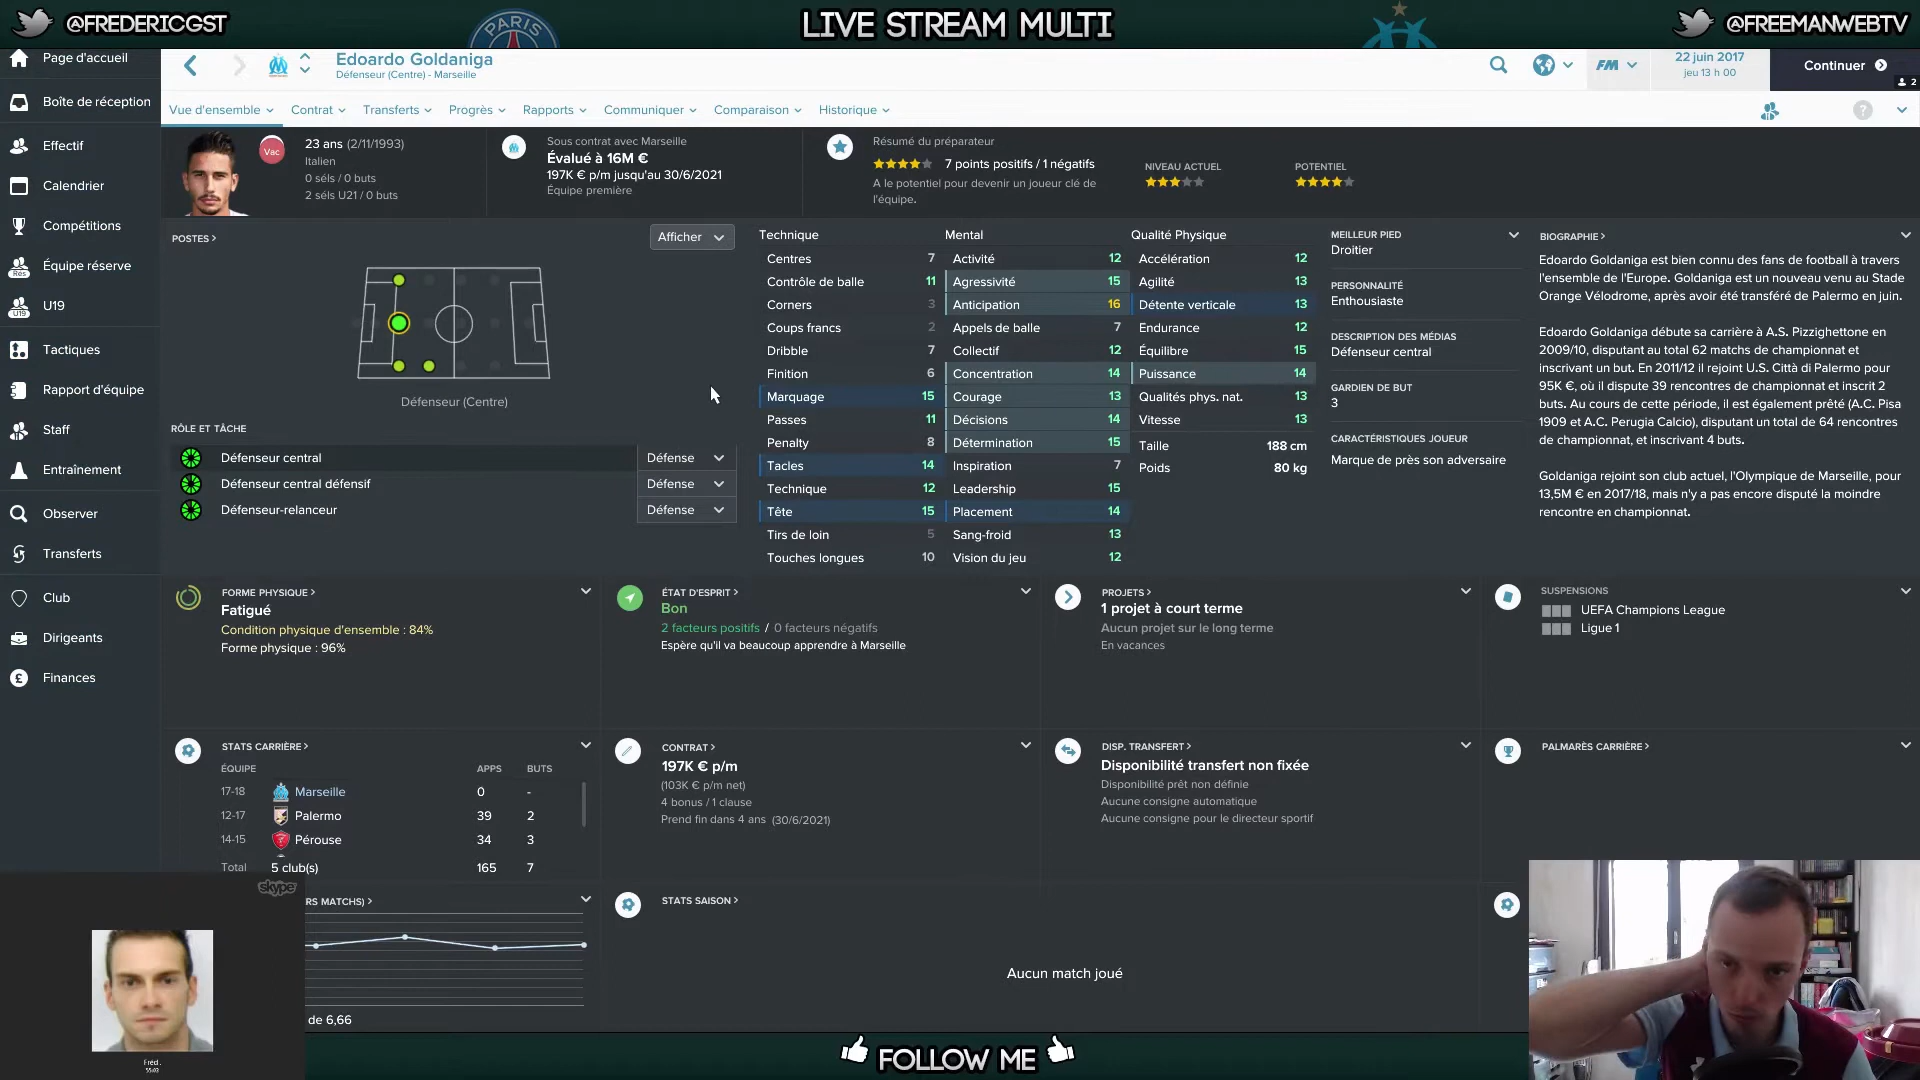 @FREDERICGST
PARIS
LIVE STREAM MULTI
@FREEMANWEBTV
Page d'accueil
Boîte de réception
Effectif
Calendrier
Compétitions
Équipe réserve
U19
Tactiques
Rapport d'équipe
Staff
Entraînement
Observer
Transferts
Club
Dirigeants
Finances
Edoardo Goldaniga
Défenseur (Centre) - Marseille
FM
22 juin 2017
jeu 13 h 00
Continuer
2
Vue d'ensemble
Contrat
Transferts
Progrès
Rapports
Communiquer
Comparaison
Historique
Vac
23 ans (2/11/1993)
Italien
0 séls / 0 buts
2 séls U21 / 0 buts
Sous contrat avec Marseille
Évalué à 16M €
197K € p/m jusqu'au 30/6/2021
Équipe première
Résumé du préparateur
7 points positifs / 1 négatifs
A le potentiel pour devenir un joueur clé de
l'équipe.
NIVEAU ACTUEL
POTENTIEL
POSTES >
Afficher
Défenseur (Centre)
RÔLE ET TÂCHE
Défenseur central Défense
Défenseur central défensif Défense
Défenseur-relanceur Défense
Technique
Centres 7
Contrôle de balle 11
Corners 3
Coups francs 2
Dribble 7
Finition 6
Marquage 15
Passes 11
Penalty 8
Tacles 14
Technique 12
Tête 15
Tirs de loin 5
Touches longues 10
Mental
Activité 12
Agressivité 15
Anticipation 16
Appels de balle 7
Collectif 12
Concentration 14
Courage 13
Décisions 14
Détermination 15
Inspiration 7
Leadership 15
Placement 14
Sang-froid 13
Vision du jeu 12
Qualité Physique
Accélération 12
Agilité 13
Détente verticale 13
Endurance 12
Équilibre 15
Puissance 14
Qualités phys. nat. 13
Vitesse 13
Taille 188 cm
Poids 80 kg
MEILLEUR PIED
Droitier
PERSONNALITÉ
Enthousiaste
DESCRIPTION DES MÉDIAS
Défenseur central
GARDIEN DE BUT
3
CARACTÉRISTIQUES JOUEUR
Marque de près son adversaire
BIOGRAPHIE >
Edoardo Goldaniga est bien connu des fans de football à travers
l'ensemble de l'Europe. Goldaniga est un nouveau venu au Stade
Orange Vélodrome, après avoir été transféré de Palermo en juin.
Edoardo Goldaniga débute sa carrière à A.S. Pizzighettone en
2009/10, disputant au total 62 matchs de championnat et
inscrivant un but. En 2011/12 il rejoint U.S. Città di Palermo pour
95K €, où il dispute 39 rencontres de championnat et inscrit 2
buts. Au cours de cette période, il est également prêté (A.C. Pisa
1909 et A.C. Perugia Calcio), disputant un total de 64 rencontres
de championnat, et inscrivant 4 buts.
Goldaniga rejoint son club actuel, l'Olympique de Marseille, pour
13,5M € en 2017/18, mais n'y a pas encore disputé la moindre
rencontre en championnat.
FORME PHYSIQUE >
Fatigué
Condition physique d'ensemble : 84%
Forme physique : 96%
ÉTAT D'ESPRIT >
Bon
2 facteurs positifs / 0 facteurs négatifs
Espère qu'il va beaucoup apprendre à Marseille
PROJETS >
1 projet à court terme
Aucun projet sur le long terme
En vacances
SUSPENSIONS
UEFA Champions League
Ligue 1
STATS CARRIÈRE >
ÉQUIPE APPS BUTS
17-18 Marseille 0 -
12-17 Palermo 39 2
14-15 Pérouse 34 3
Total 5 club(s) 165 7
CONTRAT >
197K € p/m
(103K € p/m net)
4 bonus / 1 clause
Prend fin dans 4 ans (30/6/2021)
DISP. TRANSFERT >
Disponibilité transfert non fixée
Disponibilité prêt non définie
Aucune consigne automatique
Aucune consigne pour le directeur sportif
PALMARÈS CARRIÈRE >
skype
RS MATCHS) >
de 6,66
STATS SAISON >
Aucun match joué
FOLLOW ME